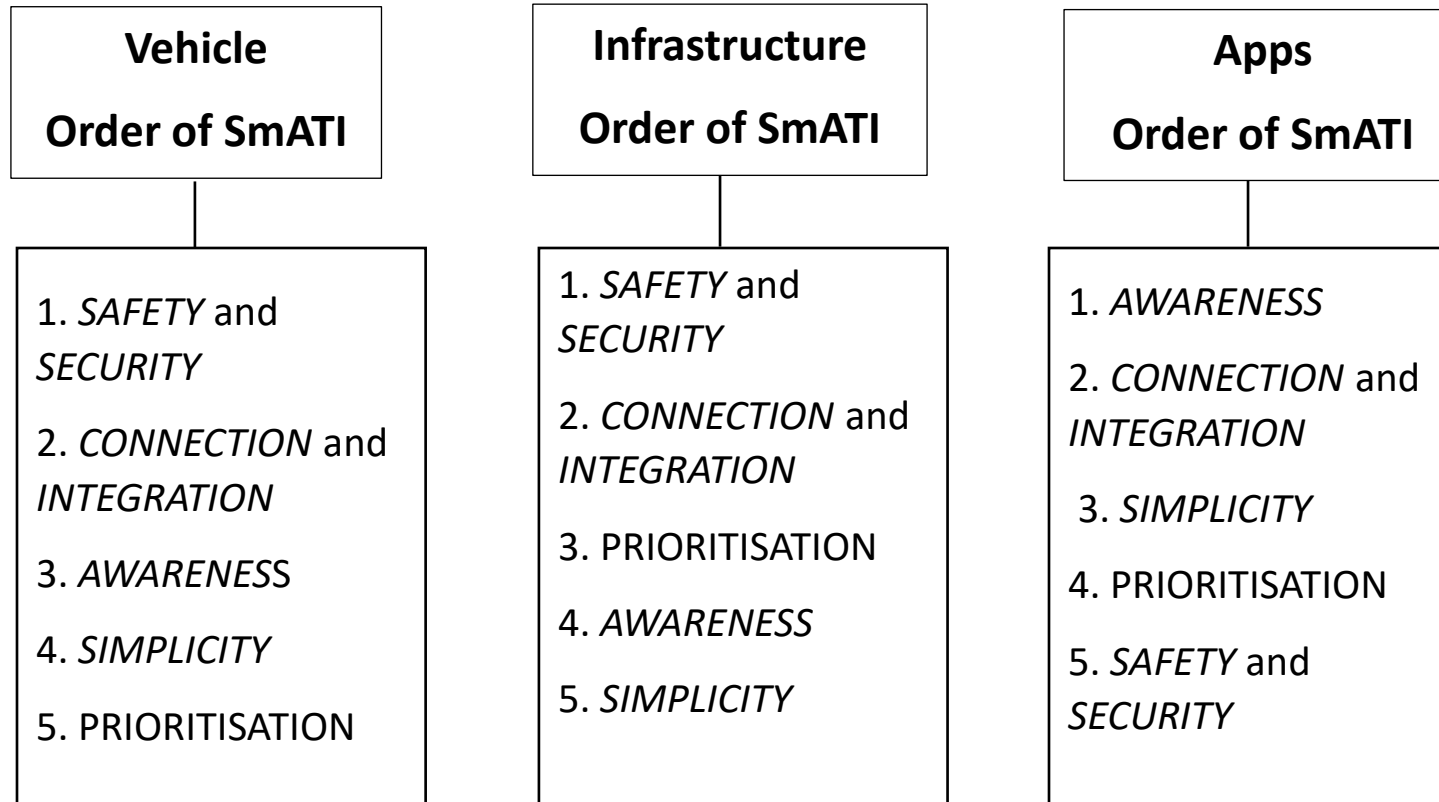 Vehicle
Order of SmATI
1. SAFETY and
SECURITY
2. CONNECTION and
INTEGRATION
3. AWARENESS
4. SIMPLICITY
5. PRIORITISATION
Infrastructure
Order of SmATI
1. SAFETY and
SECURITY
2. CONNECTION and
INTEGRATION
3. PRIORITISATION
4. AWARENESS
5. SIMPLICITY
Apps
Order of SmATI
1. AWARENESS
2. CONNECTION and
INTEGRATION
3. SIMPLICITY
4. PRIORITISATION
5. SAFETY and
SECURITY